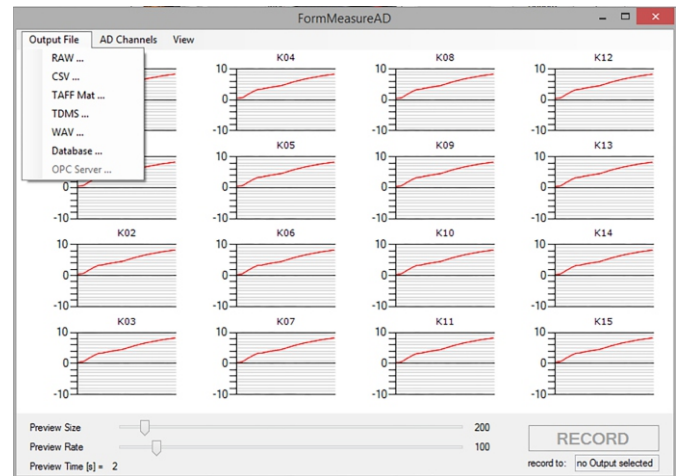 FormMeasureAD
Output File AD Channels View
RAW ...
CSV ...
TAFF Mat ...
TDMS ...
WAV ...
Database ...
OPC Server ...
K04 K08 K12
10 10 10
0 0 0
-10 -10 -10
K05 K09 K13
10 10 10
0 0 0 0
-10 -10 -10 -10
K02 K06 K10 K14
10 10 10 10
0 0 0 0
-10 -10 -10 -10
K03 K07 K11 K15
10 10 10 10
0 0 0 0
-10 -10 -10 -10
Preview Size 200
Preview Rate 100
Preview Time [s] = 2
RECORD
record to: no Output selected